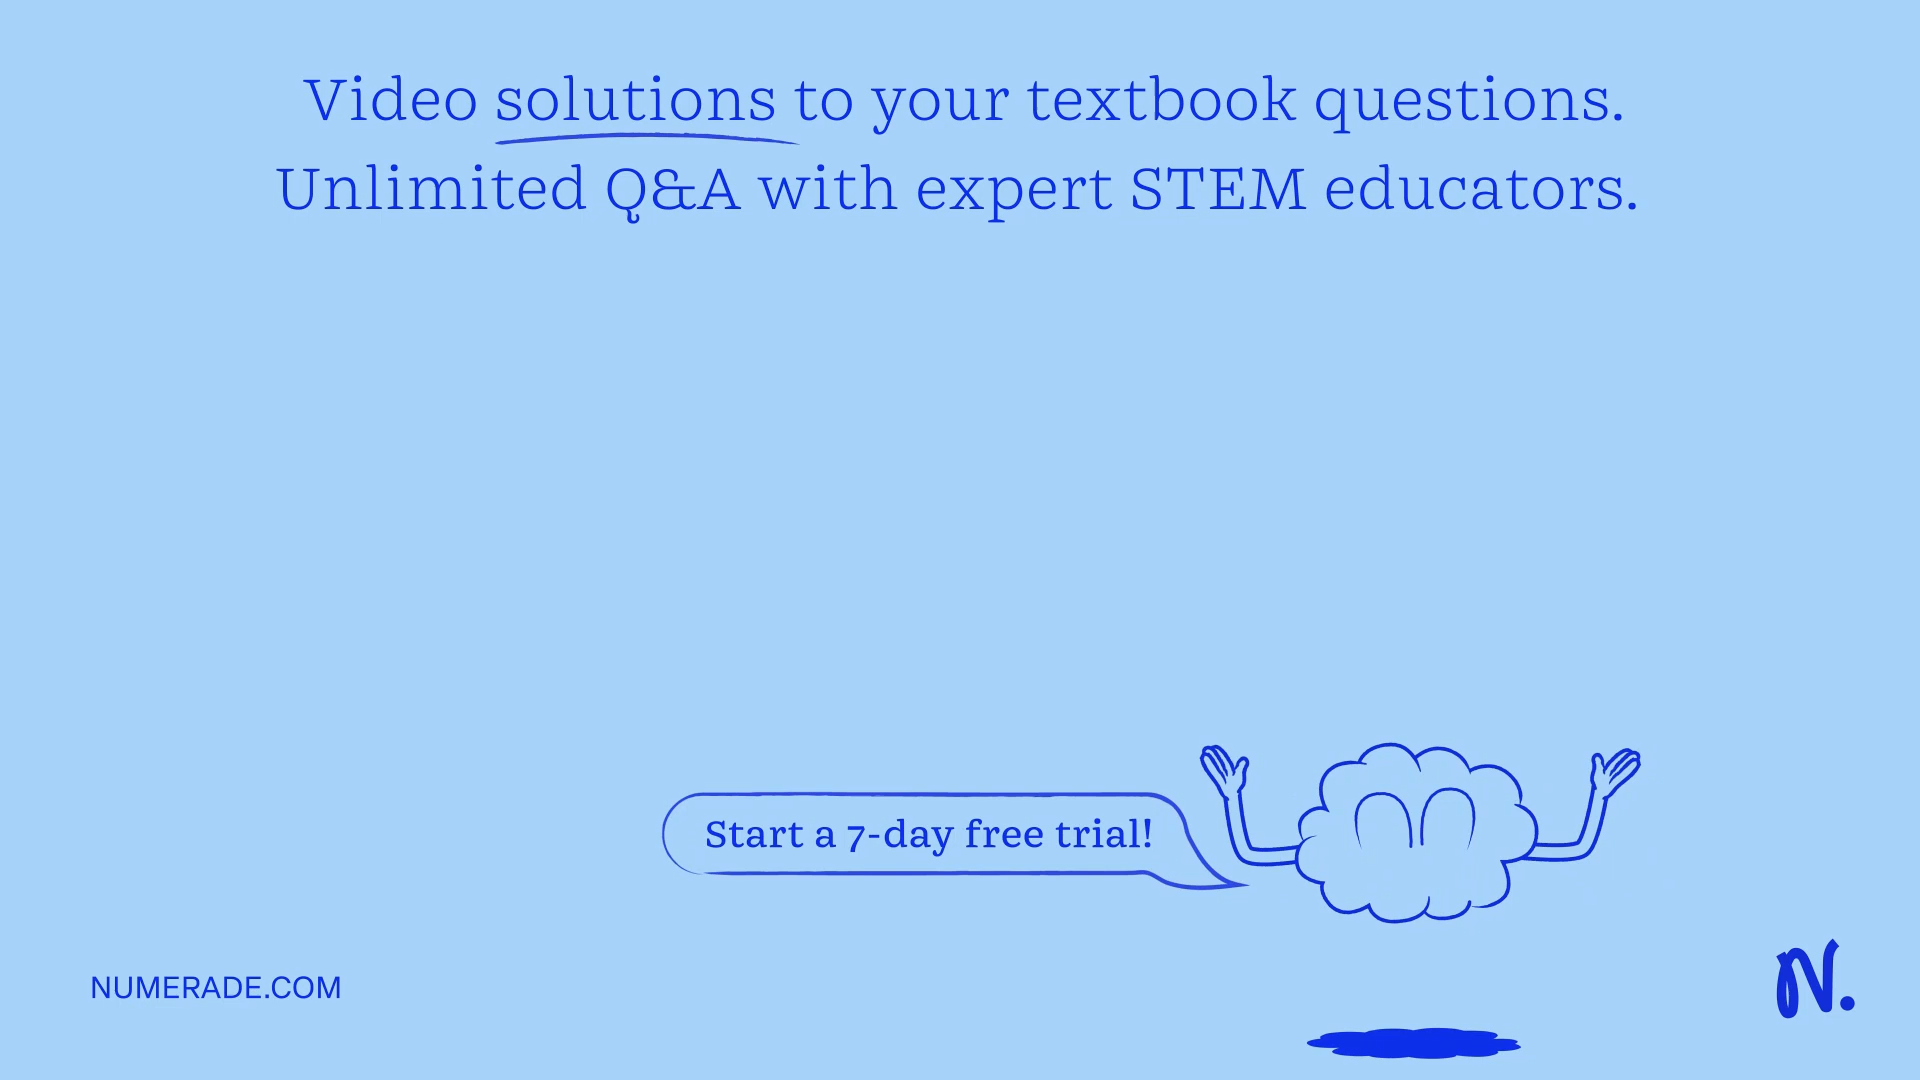 Video solutions to your textbook questions.
Unlimited Q&A with expert STEM educators.
Start a 7-day free trial!
NUMERADE.COM
N.